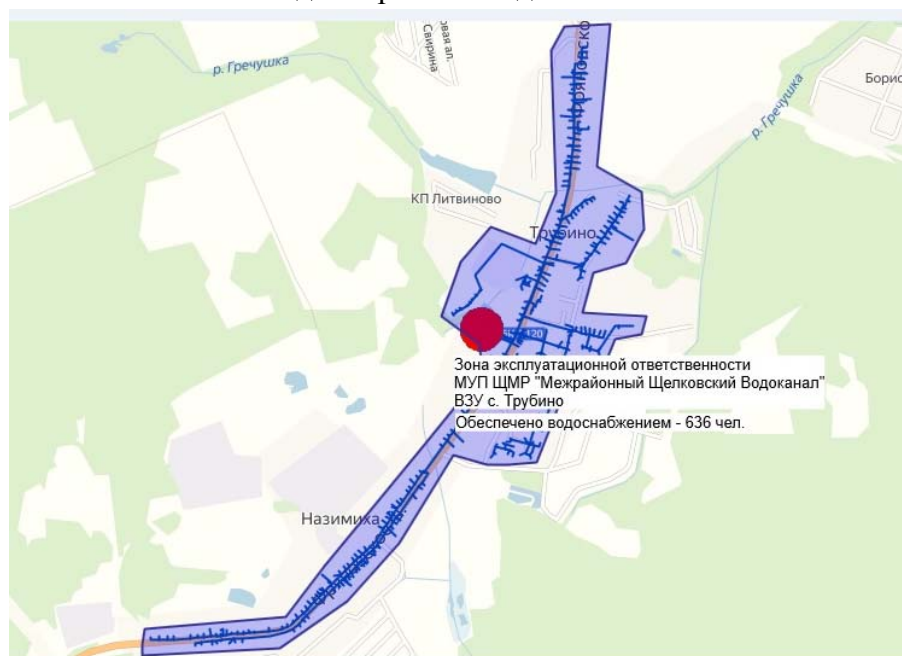 р. Гречушка
Свирина
Борис
р. Гречушка
КП Литвиново
Трубино
Зона эксплуатационной ответственности
МУП ЩМР "Межрайонный Щелковский Водоканал"
ВЗУ с. Трубино
Обеспечено водоснабжением - 636 чел.
Назимиха